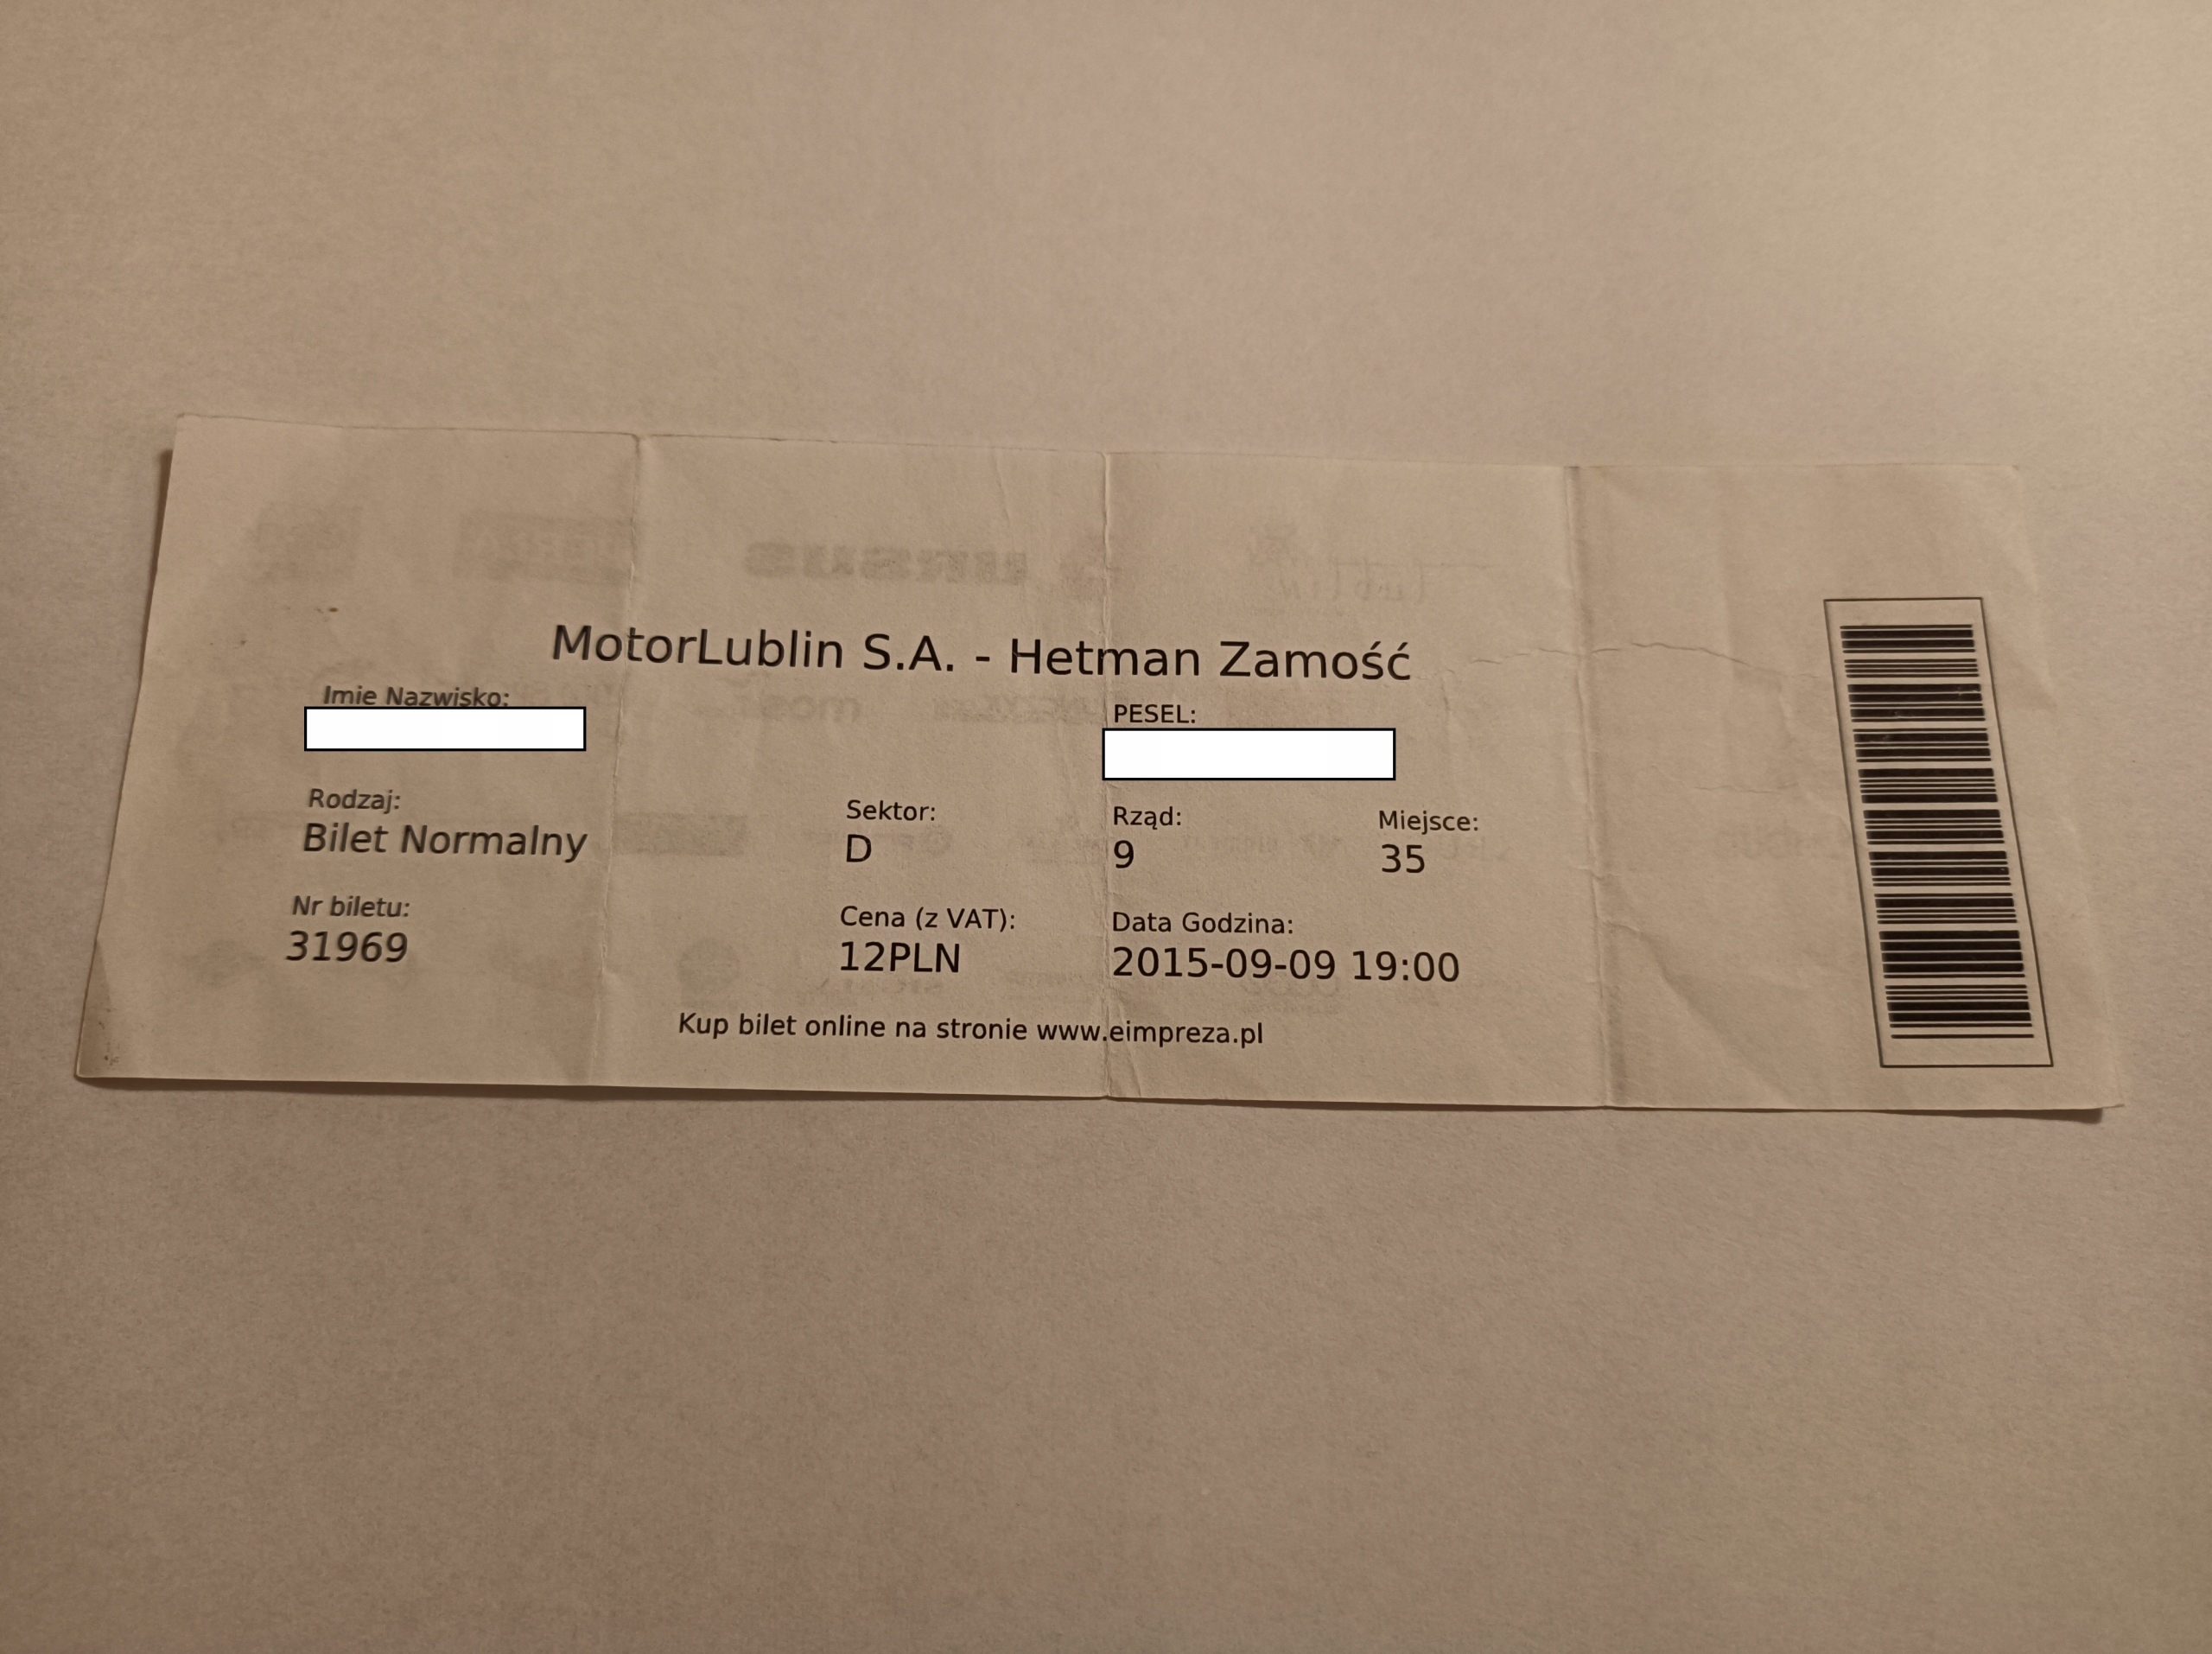 MotorLublin S.A. - Hetman Zamość
Imie Nazwisko:
PESEL:
Rodzaj:
Bilet Normalny
Sektor:
D
Rząd:
9
Miejsce:
35
Nr biletu:
31969
Cena (z VAT):
12PLN
Data Godzina:
2015-09-09 19:00
Kup bilet online na stronie www.eimpreza.pl